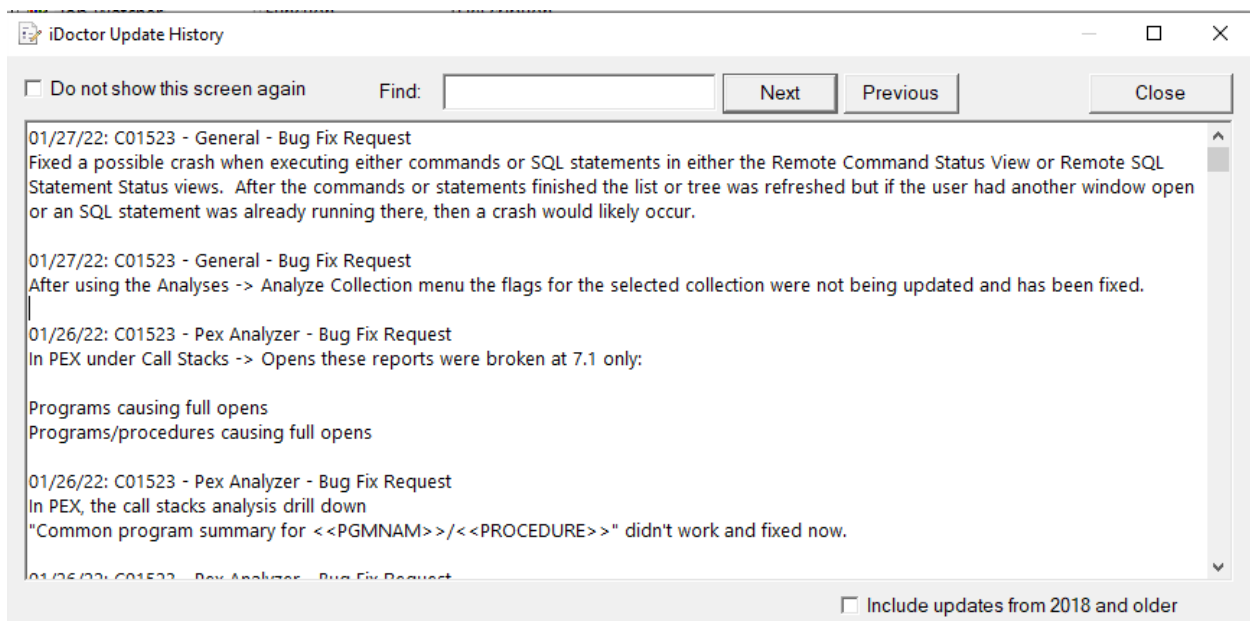 iDoctor Update History
Do not show this screen again
Find:
Next
Previous
Close
01/27/22: C01523 - General - Bug Fix Request
Fixed a possible crash when executing either commands or SQL statements in either the Remote Command Status View or Remote SQL
Statement Status views.  After the commands or statements finished the list or tree was refreshed but if the user had another window open
or an SQL statement was already running there, then a crash would likely occur.
01/27/22: C01523 - General - Bug Fix Request
After using the Analyses -> Analyze Collection menu the flags for the selected collection were not being updated and has been fixed.
01/26/22: C01523 - Pex Analyzer - Bug Fix Request
In PEX under Call Stacks -> Opens these reports were broken at 7.1 only:
Programs causing full opens
Programs/procedures causing full opens
01/26/22: C01523 - Pex Analyzer - Bug Fix Request
In PEX, the call stacks analysis drill down
"Common program summary for <<PGMNAM>>/<<PROCEDURE>>" didn't work and fixed now.
01/26/22: C01523 - Pex Analyzer - Bug Fix Request
Include updates from 2018 and older